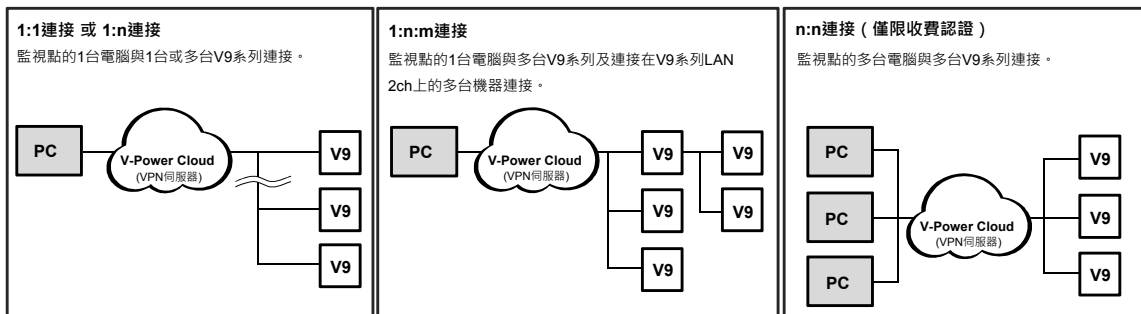 1:1連接 或 1:n連接
監視點的1台電腦與1台或多台V9系列連接。
PC
V-Power Cloud
(VPN伺服器)
V9
V9
V9
1:n:m連接
監視點的1台電腦與多台V9系列及連接在V9系列LAN
2ch上的多台機器連接。
PC
V-Power Cloud
(VPN伺服器)
V9
V9
V9
V9
V9
n:n連接（僅限收費認證）
監視點的多台電腦與多台V9系列連接。
PC
PC
PC
V-Power Cloud
(VPN伺服器)
V9
V9
V9